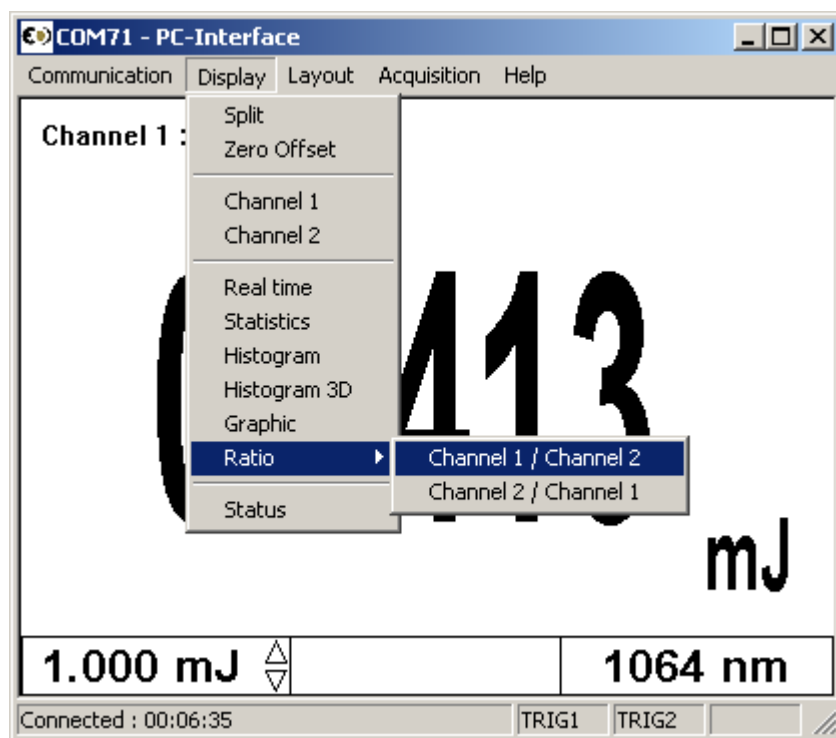 COM71 - PC-Interface
Communication Display Layout Acquisition Help
Channel 1 :
Split
Zero Offset
Channel 1
Channel 2
Real time
Statistics
Histogram
Histogram 3D
Graphic
Ratio
Channel 1 / Channel 2
Channel 2 / Channel 1
Status
413
mJ
1.000 mJ 1064 nm
Connected : 00:06:35 TRIG1 TRIG2